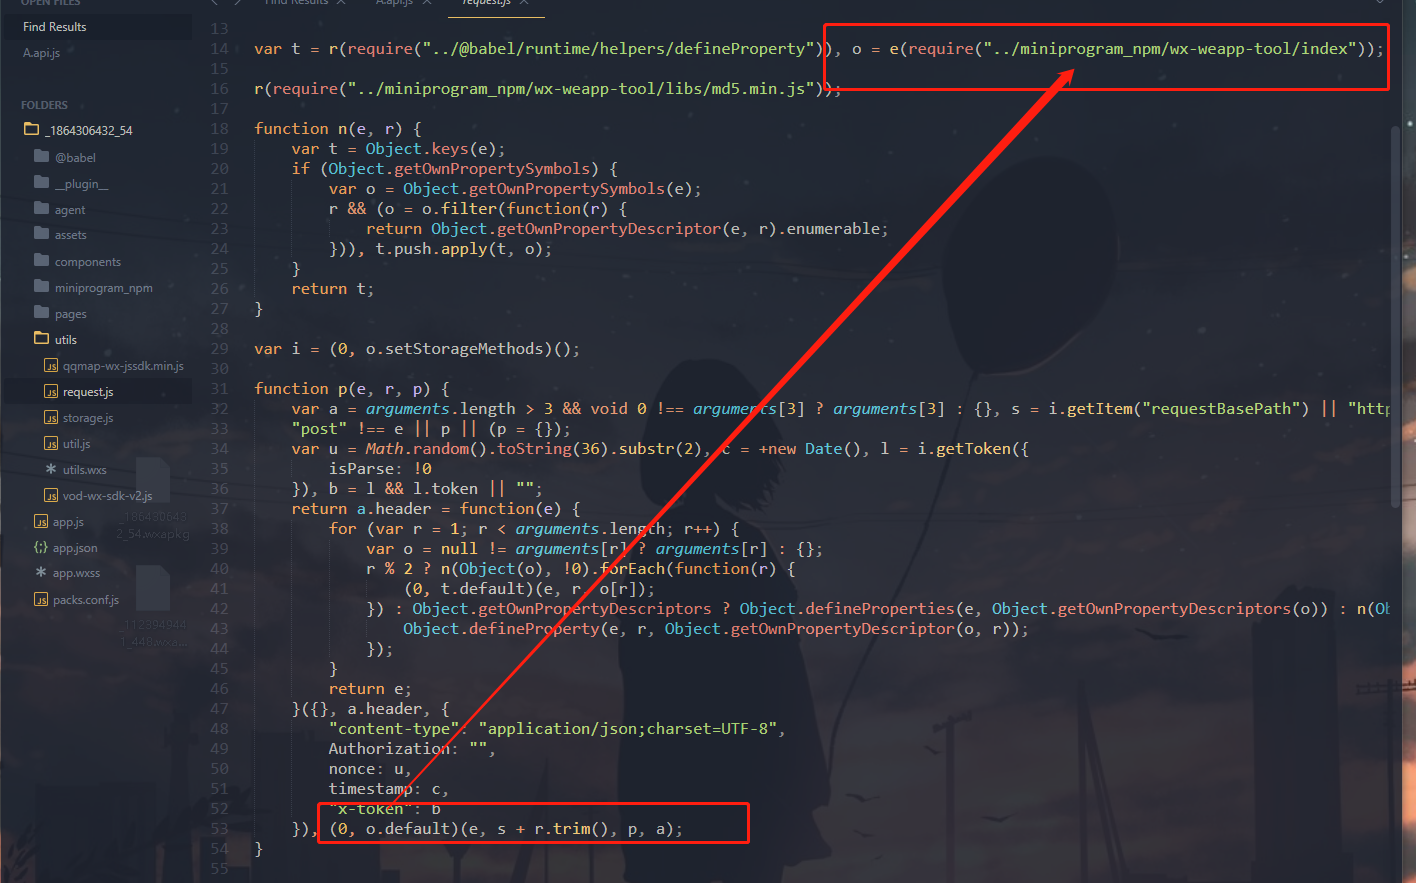 OPEN FILES
Find Results
A.api.js
FOLDERS
_1864306432_54
@babel
__plugin__
agent
assets
components
miniprogram_npm
pages
utils
qqmap-wx-jssdk.min.js
request.js
storage.js
util.js
utils.wxs
vod-wx-sdk-v2.js
app.js
app.json
app.wxss
packs.conf.js
Find Results
A.api.js
request.js
13
14 var t = r(require("../@babel/runtime/helpers/defineProperty")), o = e(require("../miniprogram_npm/wx-weapp-tool/index"));
15
16 r(require("../miniprogram_npm/wx-weapp-tool/libs/md5.min.js"));
17
18 function n(e, r) {
19 var t = Object.keys(e);
20 if (Object.getOwnPropertySymbols) {
21 var o = Object.getOwnPropertySymbols(e);
22 r && (o = o.filter(function(r) {
23 return Object.getOwnPropertyDescriptor(e, r).enumerable;
24 })), t.push.apply(t, o);
25 }
26 return t;
27 }
28
29 var i = (0, o.setStorageMethods)();
30
31 function p(e, r, p) {
32 var a = arguments.length > 3 && void 0 !== arguments[3] ? arguments[3] : {}, s = i.getItem("requestBasePath") || "http
33 "post" !== e || p || (p = {});
34 var u = Math.random().toString(36).substr(2), c = +new Date(), l = i.getToken({
35 isParse: !0
36 }), b = l && l.token || "";
37 return a.header = function(e) {
38 for (var r = 1; r < arguments.length; r++) {
39 var o = null != arguments[r] ? arguments[r] : {};
40 r % 2 ? n(Object(o), !0).forEach(function(r) {
41 (0, t.default)(e, r, o[r]);
42 }) : Object.getOwnPropertyDescriptors ? Object.defineProperties(e, Object.getOwnPropertyDescriptors(o)) : n(Ob
43 Object.defineProperty(e, r, Object.getOwnPropertyDescriptor(o, r));
44 });
45 }
46 return e;
47 }({}, a.header, {
48 "content-type": "application/json;charset=UTF-8",
49 Authorization: "",
50 nonce: u,
51 timestamp: c,
52 "x-token": b
53 }), (0, o.default)(e, s + r.trim(), p, a);
54 }
55